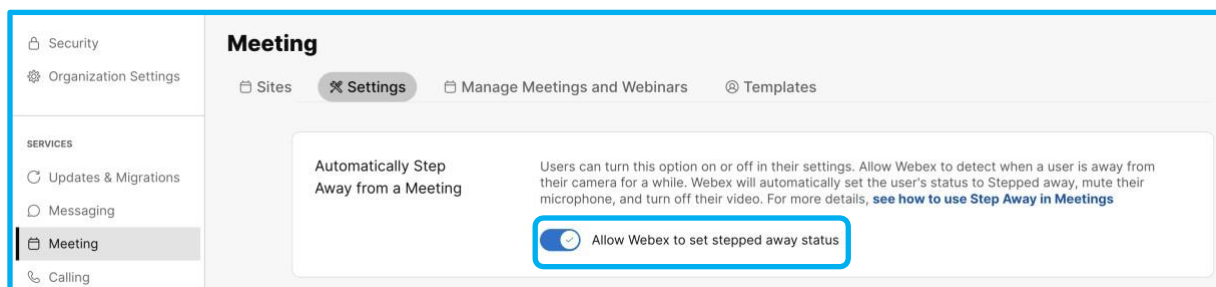 Security
Organization Settings
SERVICES
Updates & Migrations
Messaging
Meeting
Calling
Meeting
Sites Settings Manage Meetings and Webinars Templates
Automatically Step
Away from a Meeting
Users can turn this option on or off in their settings. Allow Webex to detect when a user is away from
their camera for a while. Webex will automatically set the user's status to Stepped away, mute their
microphone, and turn off their video. For more details, see how to use Step Away in Meetings
Allow Webex to set stepped away status